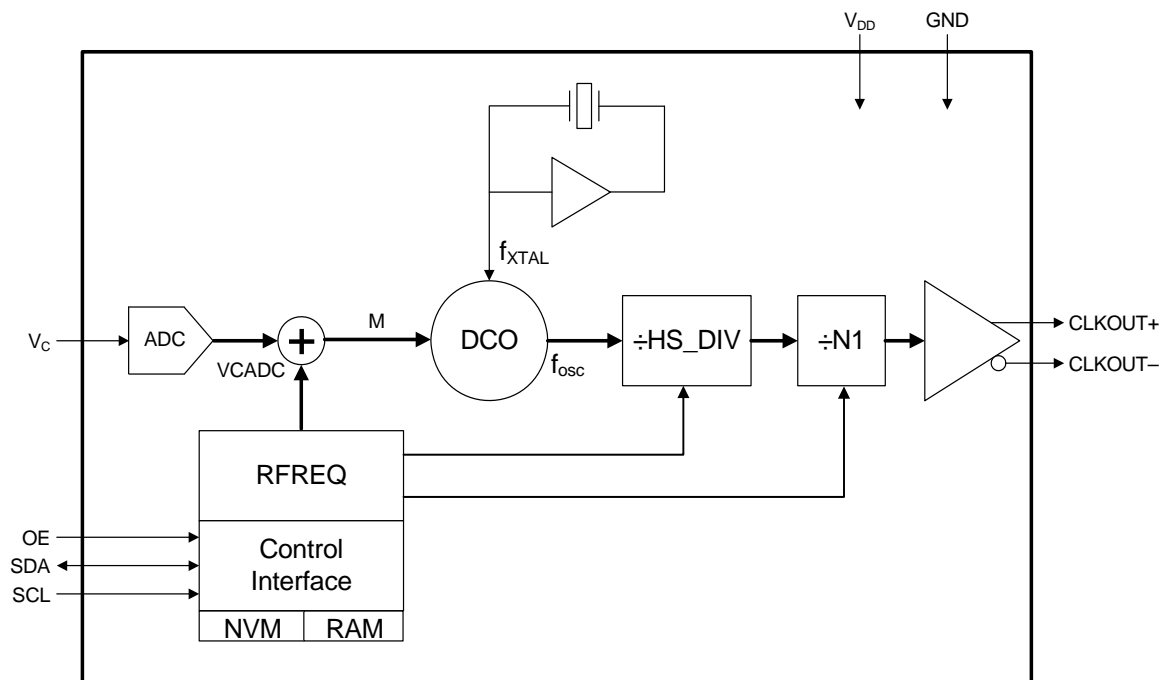 V_DD
GND
f_XTAL
V_C
ADC
+
VCADC
M
DCO
f_osc
÷HS_DIV
÷N1
CLKOUT+
CLKOUT–
RFREQ
OE
SDA
SCL
Control
Interface
NVM
RAM